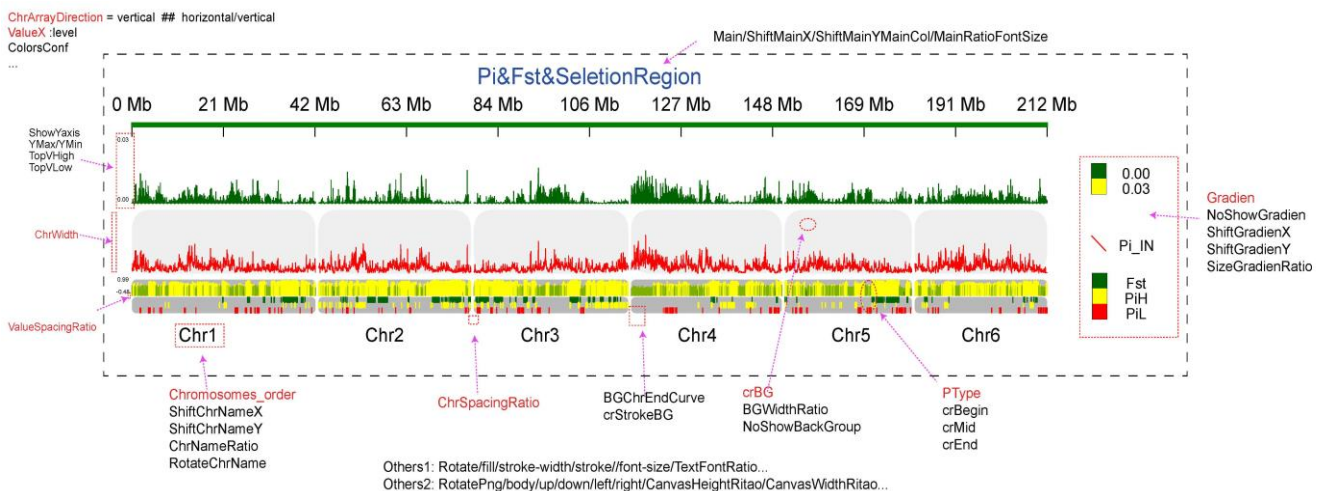 ChrArrayDirection = vertical ## horizontal/vertical
ValueX :level
ColorsConf
...
Main/ShiftMainX/ShiftMainYMainCol/MainRatioFontSize
Pi&Fst&SeletionRegion
0 Mb 21 Mb 42 Mb 63 Mb 84 Mb 106 Mb 127 Mb 148 Mb 169 Mb 191 Mb 212 Mb
ShowYaxis
YMax/YMin
TopVHigh
TopVLow
0.03
0.00
ChrWidth
0.99
-0.48
ValueSpacingRatio
Chr1 Chr2 Chr3 Chr4 Chr5 Chr6
0.00
0.03
Pi_IN
Fst
PiH
PiL
Gradien
NoShowGradien
ShiftGradienX
ShiftGradienY
SizeGradienRatio
Chromosomes_order
ShiftChrNameX
ShiftChrNameY
ChrNameRatio
RotateChrName
ChrSpacingRatio
BGChrEndCurve
crStrokeBG
crBG
BGWidthRatio
NoShowBackGroup
PType
crBegin
crMid
crEnd
Others1: Rotate/fill/stroke-width/stroke//font-size/TextFontRatio...
Others2: RotatePng/body/up/down/left/right/CanvasHeightRitao/CanvasWidthRitao...